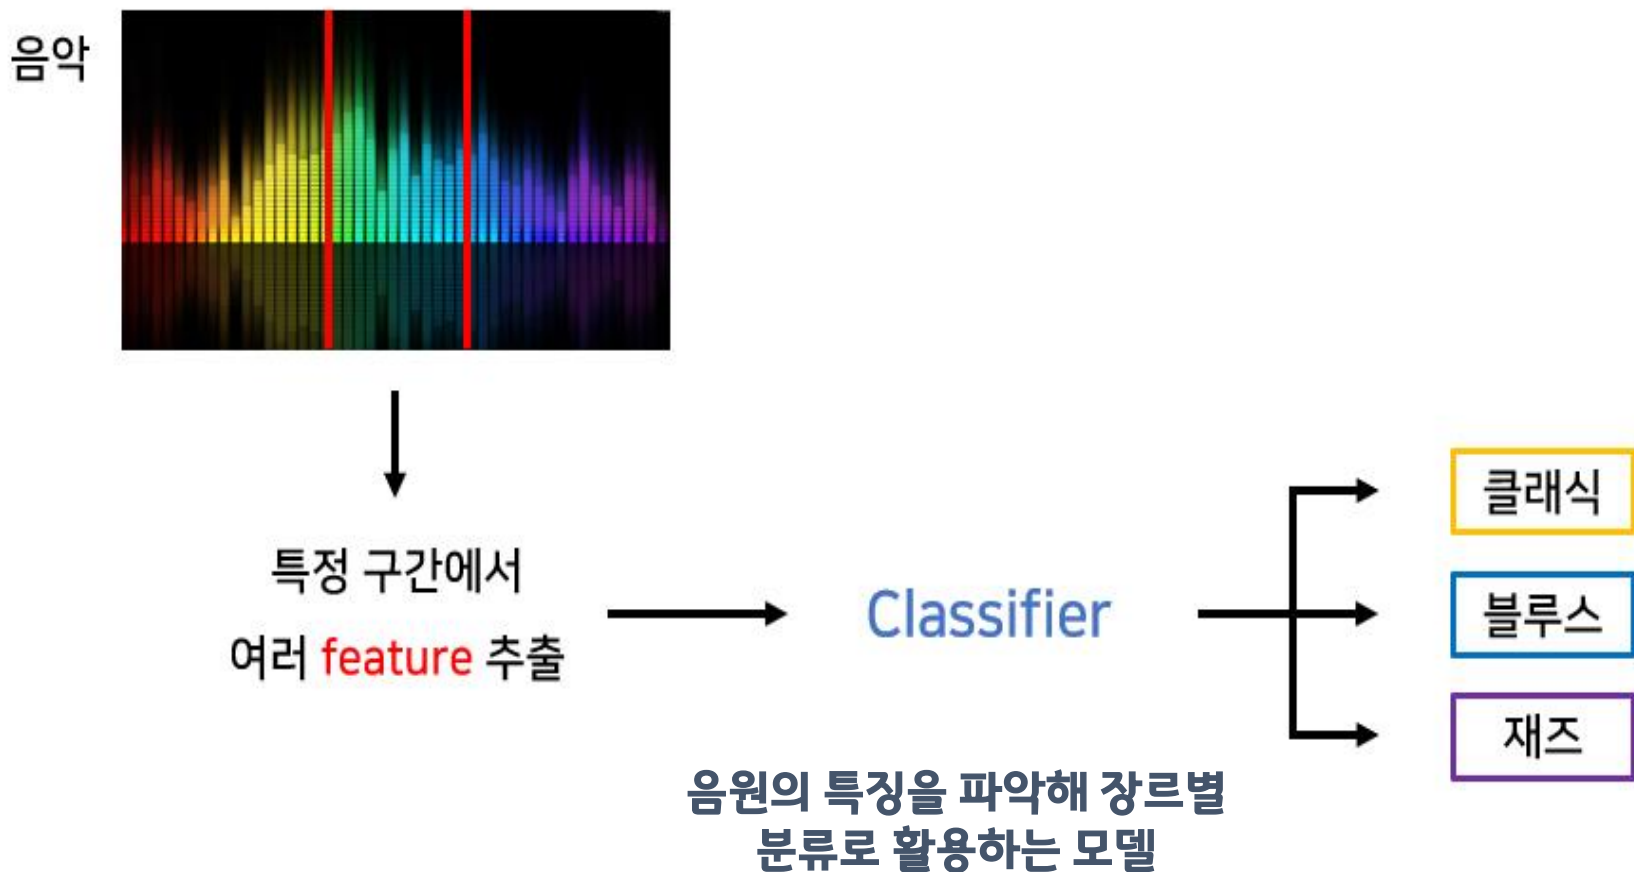 음악
특정 구간에서
여러 feature 추출
Classifier
클래식
블루스
재즈
음원의 특징을 파악해 장르별
분류로 활용하는 모델